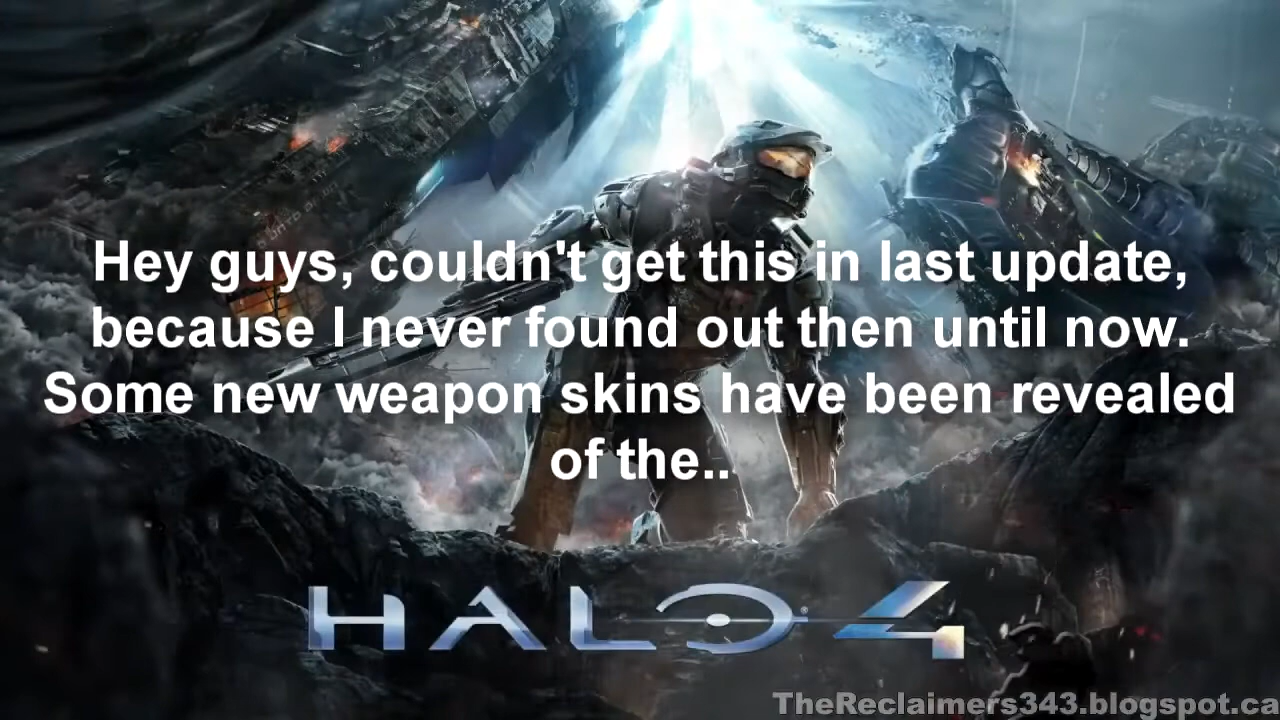 Hey guys, couldn't get this in last update,
because I never found out then until now.
Some new weapon skins have been revealed
of the..
HALO 4
TheReclaimers343.blogspot.ca